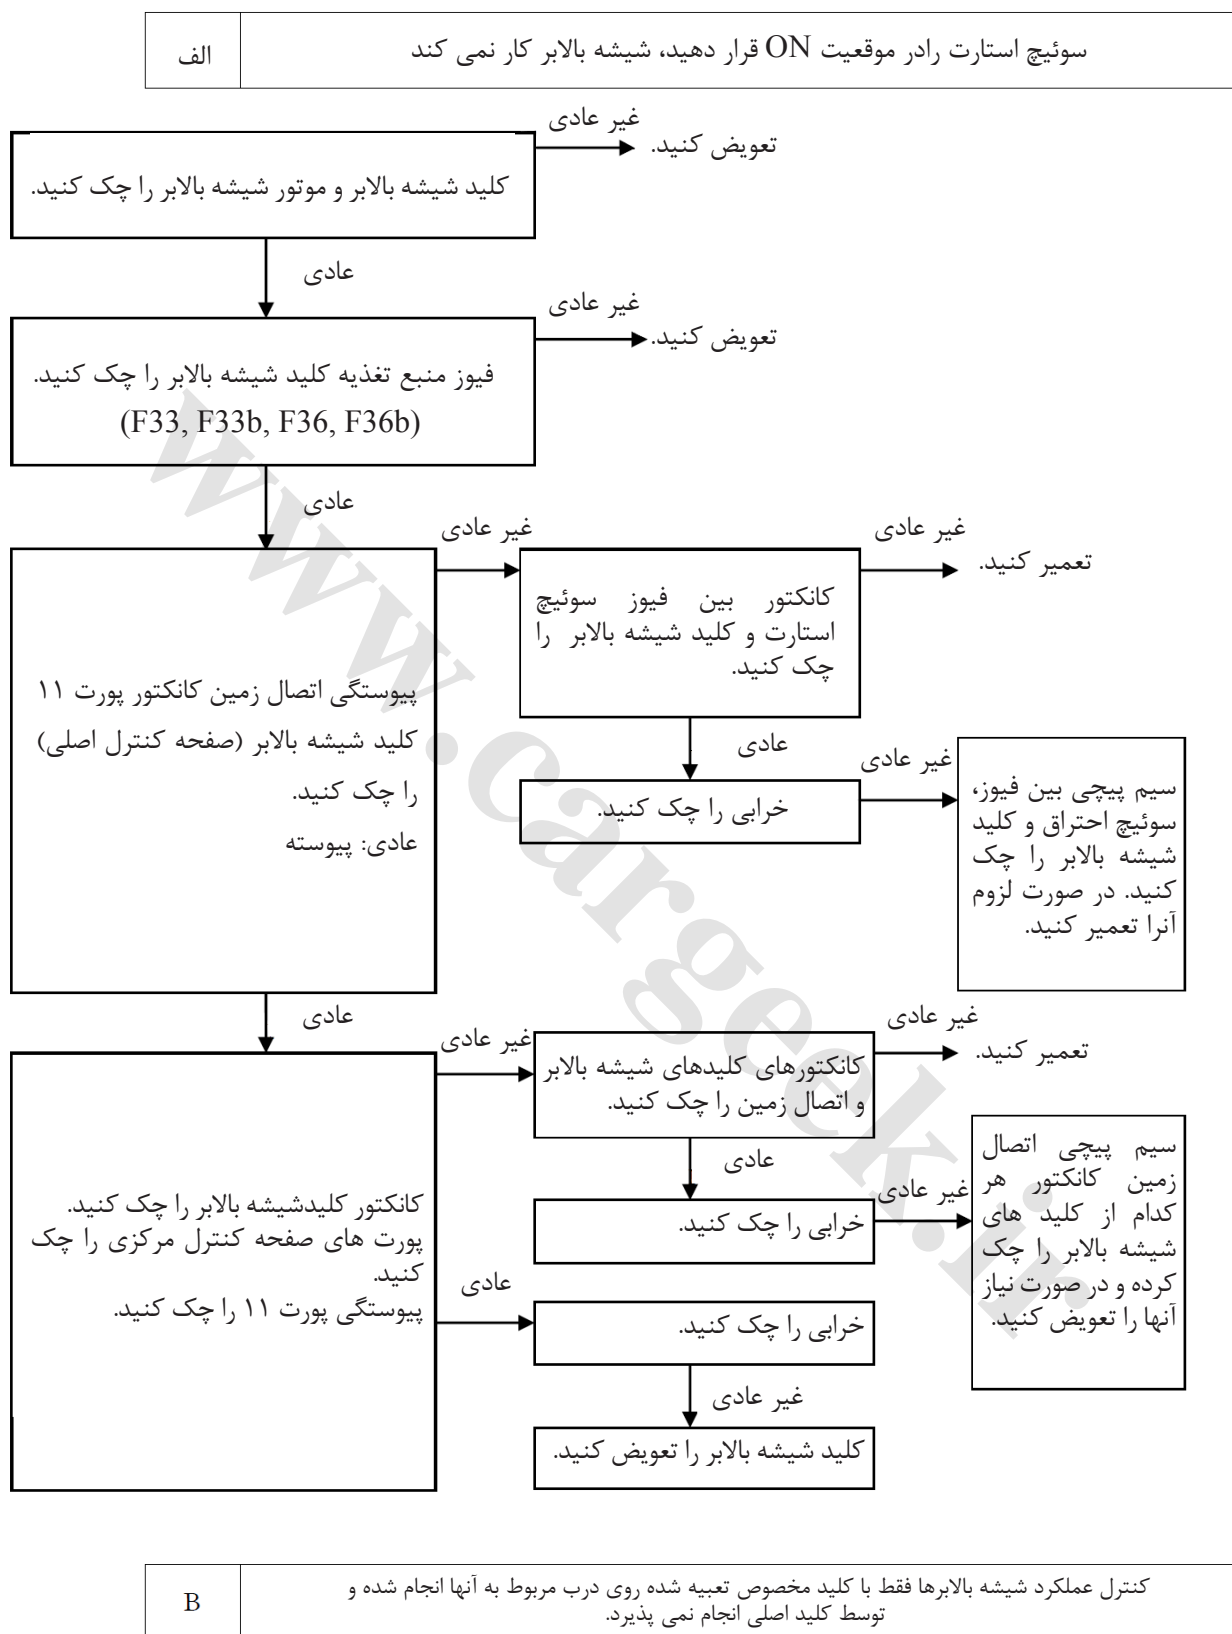 سوئیچ استارت رادر موقعیت ON قرار دهید، شیشه بالابر کار نمی کند
الف
غیر عادی
تعویض کنید.
کلید شیشه بالابر و موتور شیشه بالابر را چک کنید.
عادی
غیر عادی
تعویض کنید.
فیوز منبع تغذیه کلید شیشه بالابر را چک کنید.
(F33, F33b, F36, F36b)
عادی
غیر عادی
غیر عادی
تعمیر کنید.
کانکتور بین فیوز سوئیچ
استارت و کلید شیشه بالابر را
چک کنید.
پیوستگی اتصال زمین کانکتور پورت ۱۱
کلید شیشه بالابر (صفحه کنترل اصلی)
را چک کنید.
عادی: پیوسته
عادی
غیر عادی
خرابی را چک کنید.
سیم پیچی بین فیوز،
سوئیچ احتراق و کلید
شیشه بالابر را چک
کنید. در صورت لزوم
آنرا تعمیر کنید.
عادی
غیر عادی
غیر عادی
تعمیر کنید.
کانکتورهای کلیدهای شیشه بالابر
و اتصال زمین را چک کنید.
عادی
غیر عادی
خرابی را چک کنید.
سیم پیچی اتصال
زمین کانکتور هر
کدام از کلید های
شیشه بالابر را چک
کرده و در صورت نیاز
آنها را تعویض کنید.
کانکتور کلیدشیشه بالابر را چک کنید.
پورت های صفحه کنترل مرکزی را چک
کنید.
پیوستگی پورت ۱۱ را چک کنید.
عادی
خرابی را چک کنید.
غیر عادی
کلید شیشه بالابر را تعویض کنید.
کنترل عملکرد شیشه بالابرها فقط با کلید مخصوص تعبیه شده روی درب مربوط به آنها انجام شده و
توسط کلید اصلی انجام نمی پذیرد.
B
www.cargeek.ir